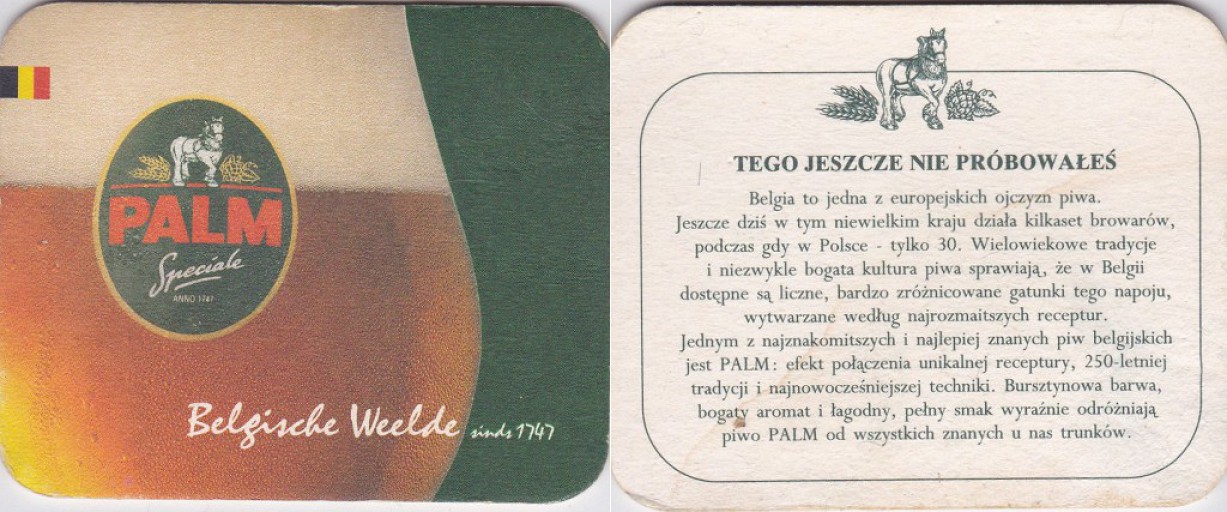 PALM
Speciale
ANNO 1747
Belgische Weelde sinds 1747
TEGO JESZCZE NIE PRÓBOWAŁEŚ
Belgia to jedna z europejskich ojczyzn piwa.
Jeszcze dziś w tym niewielkim kraju działa kilkaset browarów,
podczas gdy w Polsce - tylko 30. Wielowiekowe tradycje
i niezwykle bogata kultura piwa sprawiają, że w Belgii
dostępne są liczne, bardzo zróżnicowane gatunki tego napoju,
wytwarzane według najrozmaitszych receptur.
Jednym z najznakomitszych i najlepiej znanych piw belgijskich
jest PALM: efekt połączenia unikalnej receptury, 250-letniej
tradycji i najnowocześniejszej techniki. Bursztynowa barwa,
bogaty aromat i łagodny, pełny smak wyraźnie odróżniają
piwo PALM od wszystkich znanych u nas trunków.